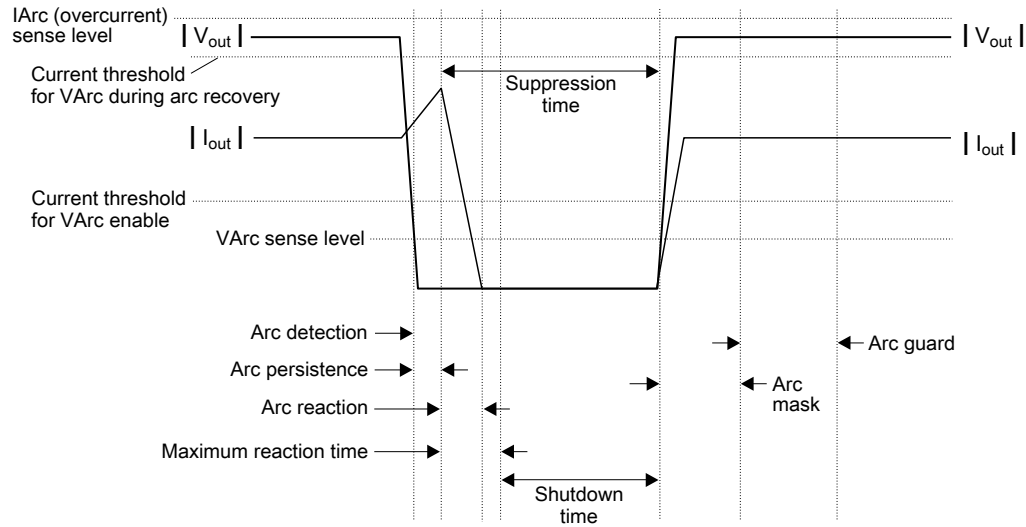 IArc (overcurrent)
sense level
| Vout |
| Vout |
Current threshold
for VArc during arc recovery
Suppression
time
| Iout |
| Iout |
Current threshold
for VArc enable
VArc sense level
Arc detection
Arc guard
Arc persistence
Arc
mask
Arc reaction
Maximum reaction time
Shutdown
time